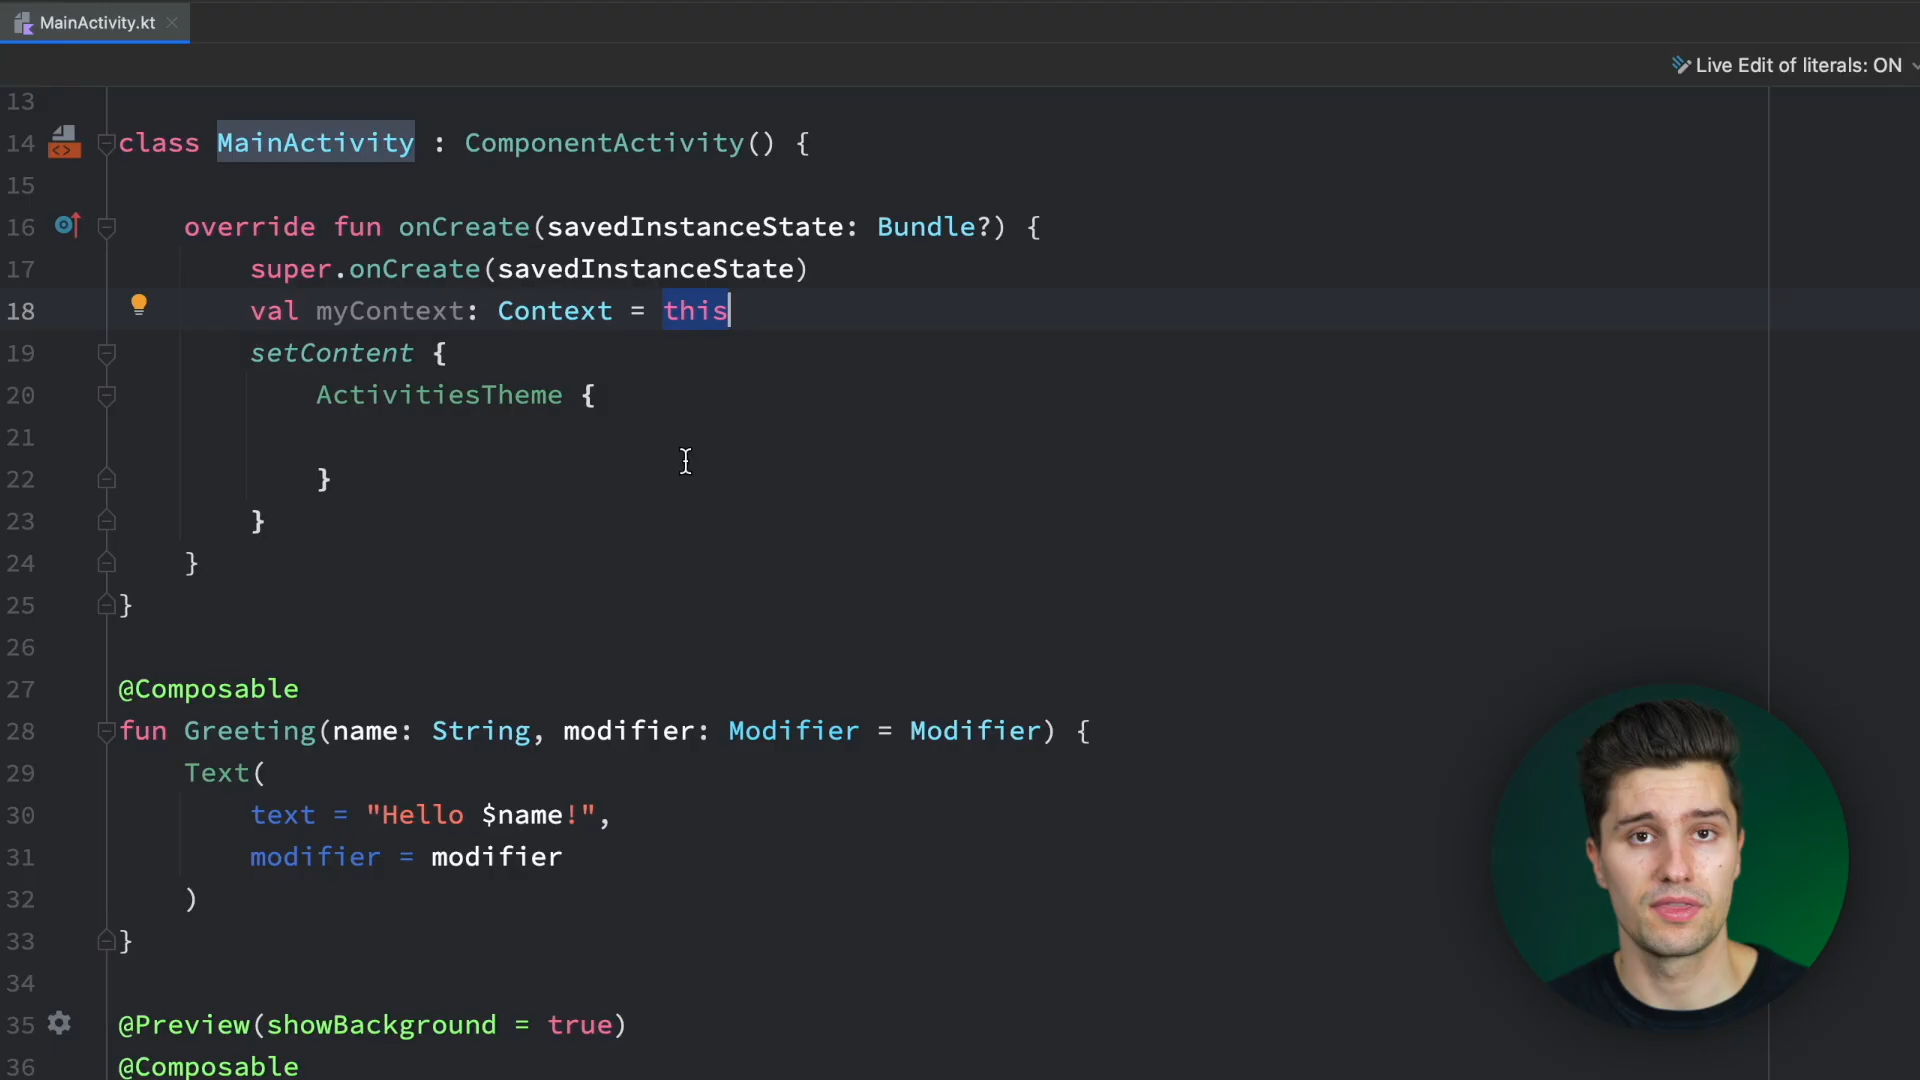 MainActivity.kt
Live Edit of literals: ON
13
14 class MainActivity : ComponentActivity() {
15
16 override fun onCreate(savedInstanceState: Bundle?) {
17 super.onCreate(savedInstanceState)
18 val myContext: Context = this
19 setContent {
20 ActivitiesTheme {
21
22 }
23 }
24 }
25 }
26
27 @Composable
28 fun Greeting(name: String, modifier: Modifier = Modifier) {
29 Text(
30 text = "Hello $name!",
31 modifier = modifier
32 )
33 }
34
35 @Preview(showBackground = true)
36 @Composable